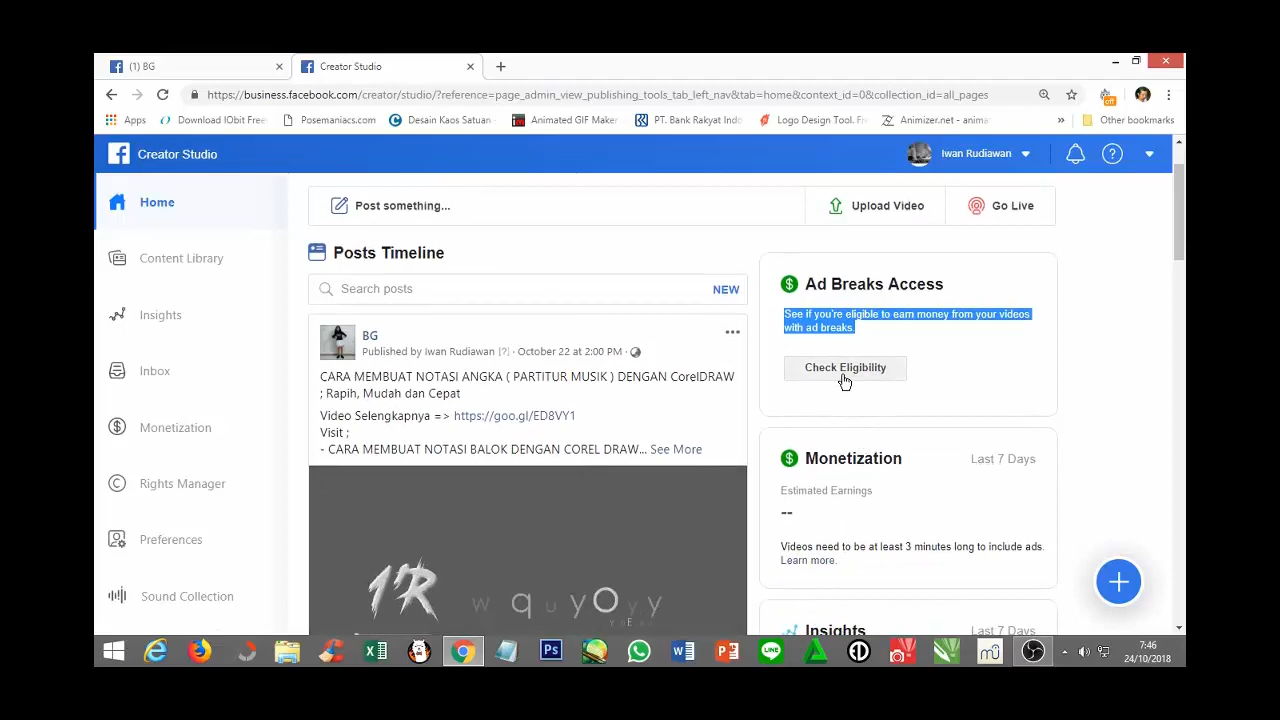 (1) BG
Creator Studio
https://business.facebook.com/creator/studio/?reference=page_admin_view_publishing_tools_tab_left_nav&tab=home&context_id=0&collection_id=all_pages
Apps
Download IObit Free
Posemaniacs.com
Desain Kaos Satuan -
Animated GIF Maker
PT. Bank Rakyat Indo
Logo Design Tool. Fr
Animizer.net - anima
»
Other bookmarks
off
Creator Studio
Iwan Rudiawan
Home
Content Library
Insights
Inbox
Monetization
Rights Manager
Preferences
Sound Collection
Post something...
Upload Video
Go Live
Posts Timeline
Search posts
NEW
BG
Published by Iwan Rudiawan [?] · October 22 at 2:00 PM ·
CARA MEMBUAT NOTASI ANGKA ( PARTITUR MUSIK ) DENGAN CorelDRAW
; Rapih, Mudah dan Cepat
Video Selengkapnya => https://goo.gl/ED8VY1
Visit ;
- CARA MEMBUAT NOTASI BALOK DENGAN COREL DRAW... See More
w q u y O y y
Ad Breaks Access
See if you're eligible to earn money from your videos
with ad breaks.
Check Eligibility
Monetization
Last 7 Days
Estimated Earnings
--
Videos need to be at least 3 minutes long to include ads.
Learn more.
Insights
Last 7 Days
Ps
LINE
7:46
24/10/2018